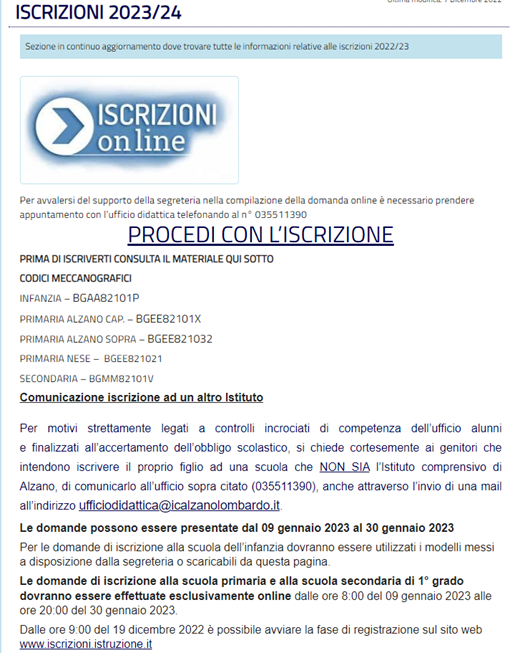 Ultima modifica: 7 Dicembre 2022
ISCRIZIONI 2023/24
Sezione in continuo aggiornamento dove trovare tutte le informazioni relative alle iscrizioni 2022/23
ISCRIZIONI
on line
Per avvalersi del supporto della segreteria nella compilazione della domanda online è necessario prendere
appuntamento con l'ufficio didattica telefonando al n° 035511390
PROCEDI CON L'ISCRIZIONE
PRIMA DI ISCRIVERTI CONSULTA IL MATERIALE QUI SOTTO
CODICI MECCANOGRAFICI
INFANZIA – BGAA82101P
PRIMARIA ALZANO CAP. – BGEE82101X
PRIMARIA ALZANO SOPRA – BGEE821032
PRIMARIA NESE – BGEE821021
SECONDARIA – BGMM82101V
Comunicazione iscrizione ad un altro Istituto
Per motivi strettamente legati a controlli incrociati di competenza dell'ufficio alunni
e finalizzati all'accertamento dell'obbligo scolastico, si chiede cortesemente ai genitori che
intendono iscrivere il proprio figlio ad una scuola che NON SIA l'Istituto comprensivo di
Alzano, di comunicarlo all'ufficio sopra citato (035511390), anche attraverso l'invio di una mail
all'indirizzo ufficiodidattica@icalzanolombardo.it.
Le domande possono essere presentate dal 09 gennaio 2023 al 30 gennaio 2023
Per le domande di iscrizione alla scuola dell'infanzia dovranno essere utilizzati i modelli messi
a disposizione dalla segreteria o scaricabili da questa pagina.
Le domande di iscrizione alla scuola primaria e alla scuola secondaria di 1° grado
dovranno essere effettuate esclusivamente online dalle ore 8:00 del 09 gennaio 2023 alle
ore 20:00 del 30 gennaio 2023.
Dalle ore 9:00 del 19 dicembre 2022 è possibile avviare la fase di registrazione sul sito web
www.iscrizioni.istruzione.it